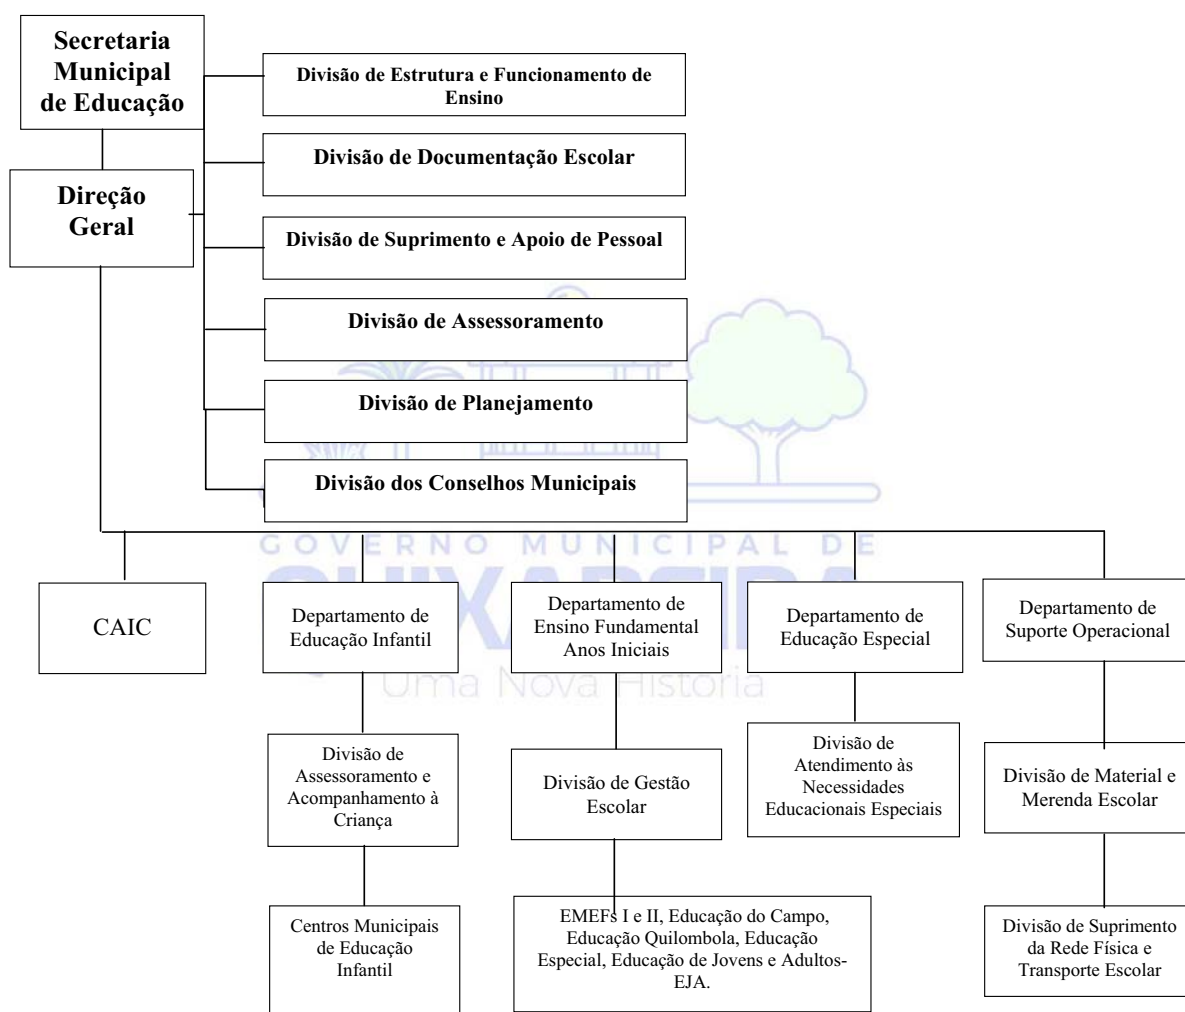 Secretaria
Municipal
de Educação
Divisão de Estrutura e Funcionamento de
Ensino
Divisão de Documentação Escolar
Direção
Geral
Divisão de Suprimento e Apoio de Pessoal
Divisão de Assessoramento
Divisão de Planejamento
Divisão dos Conselhos Municipais
GOVERNO MUNICIPAL DE
QUIXABEIRA
Uma Nova História
CAIC
Departamento de
Educação Infantil
Departamento de
Ensino Fundamental
Anos Iniciais
Departamento de
Educação Especial
Departamento de
Suporte Operacional
Divisão de
Assessoramento e
Acompanhamento à
Criança
Divisão de Gestão
Escolar
Divisão de
Atendimento às
Necessidades
Educacionais Especiais
Divisão de Material e
Merenda Escolar
Centros Municipais
de Educação
Infantil
EMEFs I e II, Educação do Campo,
Educação Quilombola, Educação
Especial, Educação de Jovens e Adultos-
EJA.
Divisão de Suprimento
da Rede Física e
Transporte Escolar